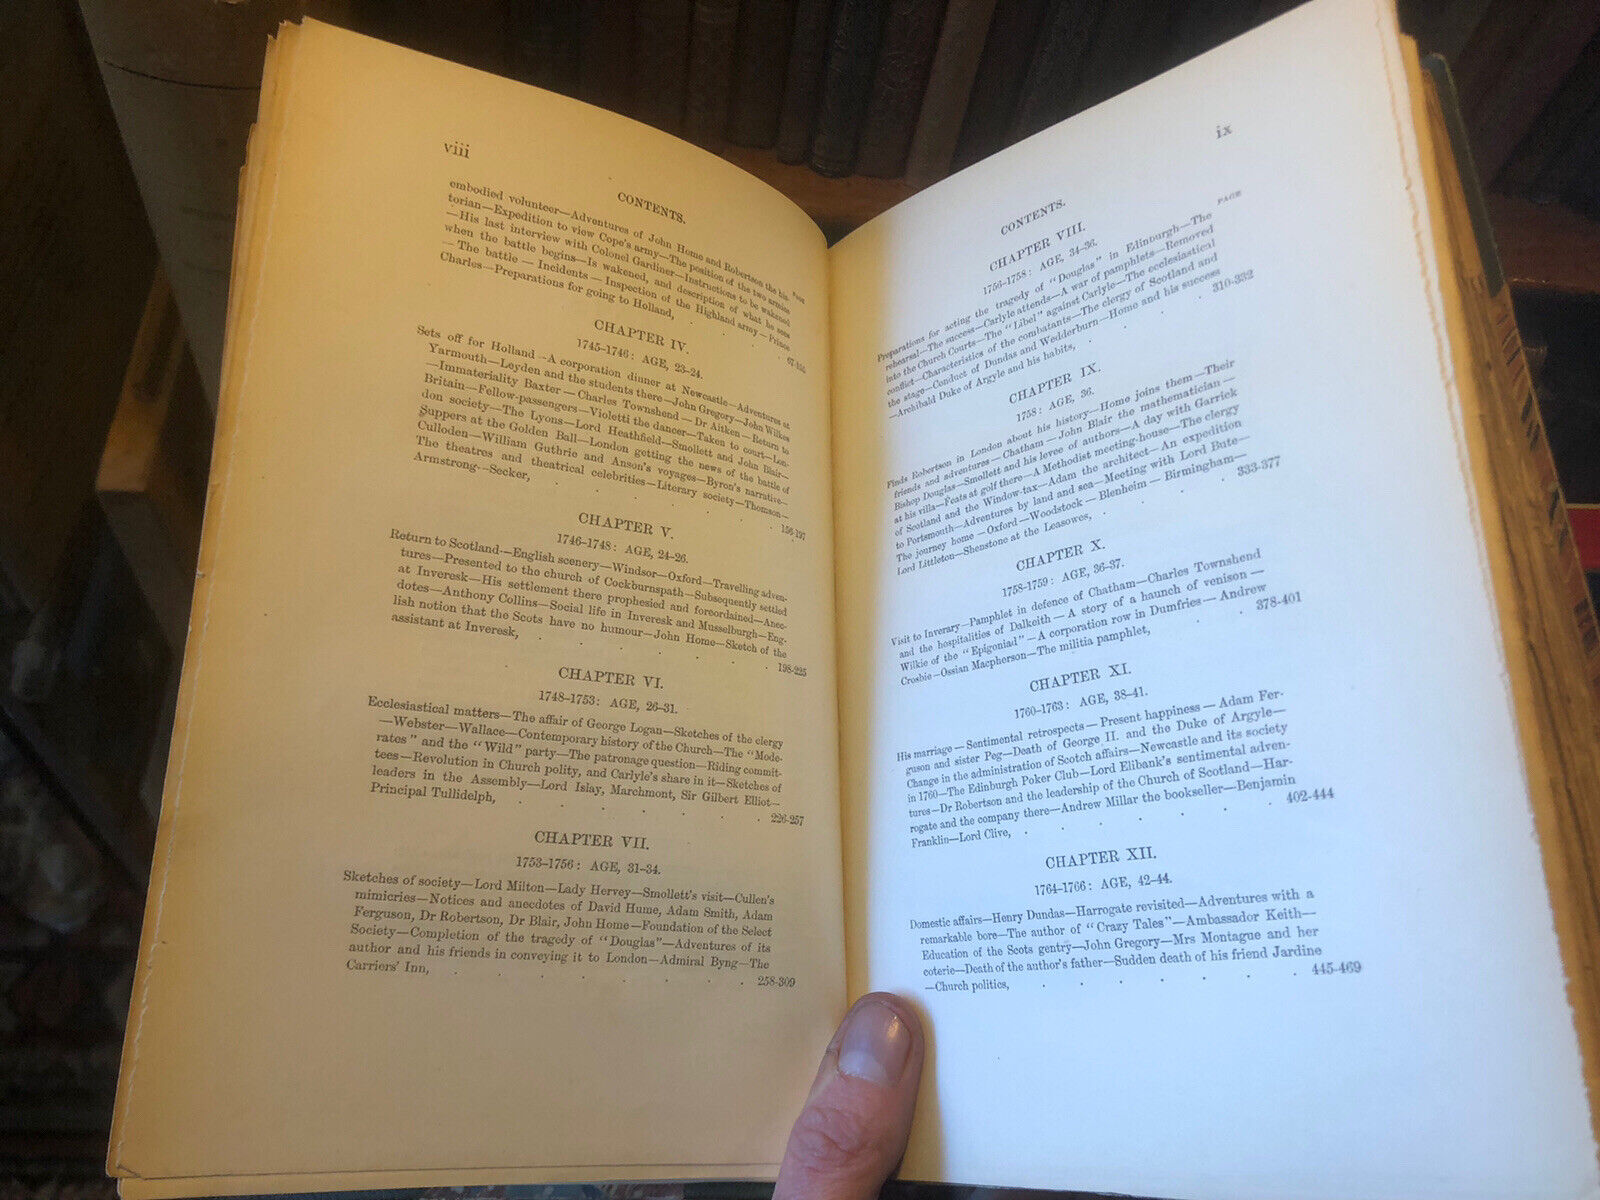 viii
CONTENTS.
PAGE
embodied volunteer—Adventures of John Home and Robertson the his-
torian—Expedition to view Cope's army—The position of the two armies
—His last interview with Colonel Gardiner—Instructions to be wakened
when the battle begins—Is wakened, and description of what he sees
—The battle — Incidents — Inspection of the Highland army — Prince
Charles—Preparations for going to Holland,
CHAPTER IV.
1745-1746: AGE, 23-24.
Sets off for Holland—A corporation dinner at Newcastle—Adventures at
Yarmouth—Leyden and the students there—John Gregory—John Wilkes
—Immateriality Baxter — Charles Townshend — Dr Aitken — Return to
Britain—Fellow-passengers—Violetti the dancer—Taken to court—Lon-
don society—The Lyons—Lord Heathfield—Smollett and John Blair—
Suppers at the Golden Ball—London getting the news of the battle of
Culloden—William Guthrie and Anson's voyages—Byron's narrative—
The theatres and theatrical celebrities—Literary society—Thomson—
Armstrong—Secker, 156-197
CHAPTER V.
1746-1748: AGE, 24-26.
Return to Scotland—English scenery—Windsor—Oxford—Travelling adven-
tures—Presented to the church of Cockburnspath—Subsequently settled
at Inveresk—His settlement there prophesied and foreordained—Anec-
dotes—Anthony Collins—Social life in Inveresk and Musselburgh—Eng-
lish notion that the Scots have no humour—John Home—Sketch of the
assistant at Inveresk, 198-225
CHAPTER VI.
1748-1753: AGE, 26-31.
Ecclesiastical matters—The affair of George Logan—Sketches of the clergy
—Webster—Wallace—Contemporary history of the Church—The "Mode-
rates" and the "Wild" party—The patronage question—Riding commit-
tees—Revolution in Church polity, and Carlyle's share in it—Sketches of
leaders in the Assembly—Lord Islay, Marchmont, Sir Gilbert Elliot—
Principal Tullidelph, 226-257
CHAPTER VII.
1753-1756: AGE, 31-34.
Sketches of society—Lord Milton—Lady Hervey—Smollett's visit—Cullen's
mimicries—Notices and anecdotes of David Hume, Adam Smith, Adam
Ferguson, Dr Robertson, Dr Blair, John Home—Foundation of the Select
Society—Completion of the tragedy of "Douglas"—Adventures of its
author and his friends in conveying it to London—Admiral Byng—The
Carriers' Inn, 258-309
ix
CONTENTS.
PAGE
CHAPTER VIII.
1756-1758: AGE, 34-36.
Preparations for acting the tragedy of "Douglas" in Edinburgh—The
rehearsal—The success—Carlyle attends—A war of pamphlets—Removed
into the Church Courts—The "Libel" against Carlyle—The ecclesiastical
conflict—Characteristics of the combatants—The clergy of Scotland and
the stage—Conduct of Dundas and Wedderburn—Home and his success
—Archibald Duke of Argyle and his habits, 310-332
CHAPTER IX.
1758: AGE, 36.
Finds Robertson in London about his history—Home joins them—Their
friends and adventures — Chatham — John Blair the mathematician —
Bishop Douglas—Smollett and his levee of authors—A day with Garrick
at his villa—Feats at golf there—A Methodist meeting-house—The clergy
of Scotland and the Window-tax—Adam the architect—An expedition
to Portsmouth—Adventures by land and sea—Meeting with Lord Bute—
The journey home — Oxford — Woodstock — Blenheim — Birmingham—
Lord Littleton—Shenstone at the Leasowes, 333-377
CHAPTER X.
1758-1759: AGE, 36-37.
Visit to Inverary—Pamphlet in defence of Chatham—Charles Townshend
and the hospitalities of Dalkeith — A story of a haunch of venison —
Wilkie of the "Epigoniad"—A corporation row in Dumfries — Andrew
Crosbie—Ossian Macpherson—The militia pamphlet, 378-401
CHAPTER XI.
1760-1763: AGE, 38-41.
His marriage — Sentimental retrospects — Present happiness — Adam Fer-
guson and sister Peg—Death of George II. and the Duke of Argyle—
Change in the administration of Scotch affairs—Newcastle and its society
in 1760—The Edinburgh Poker Club—Lord Elibank's sentimental adven-
tures—Dr Robertson and the leadership of the Church of Scotland—Har-
rogate and the company there—Andrew Millar the bookseller—Benjamin
Franklin—Lord Clive, 402-444
CHAPTER XII.
1764-1766: AGE, 42-44.
Domestic affairs—Henry Dundas—Harrogate revisited—Adventures with a
remarkable bore—The author of "Crazy Tales"—Ambassador Keith—
Education of the Scots gentry—John Gregory—Mrs Montague and her
coterie—Death of the author's father—Sudden death of his friend Jardine
—Church politics, 445-469